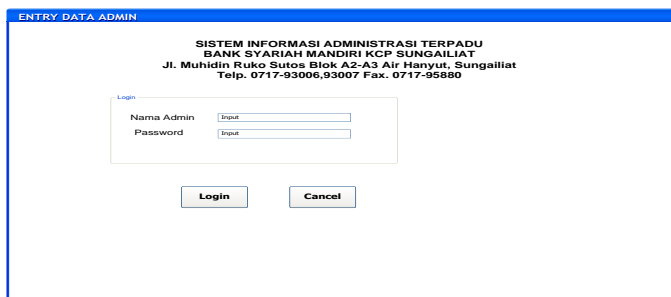 ENTRY DATA ADMIN
SISTEM INFORMASI ADMINISTRASI TERPADU
BANK SYARIAH MANDIRI KCP SUNGAILIAT
Jl. Muhidin Ruko Sutos Blok A2-A3 Air Hanyut, Sungailiat
Telp. 0717-93006,93007 Fax. 0717-95880
Login
Nama Admin Input
Password Input
Login Cancel